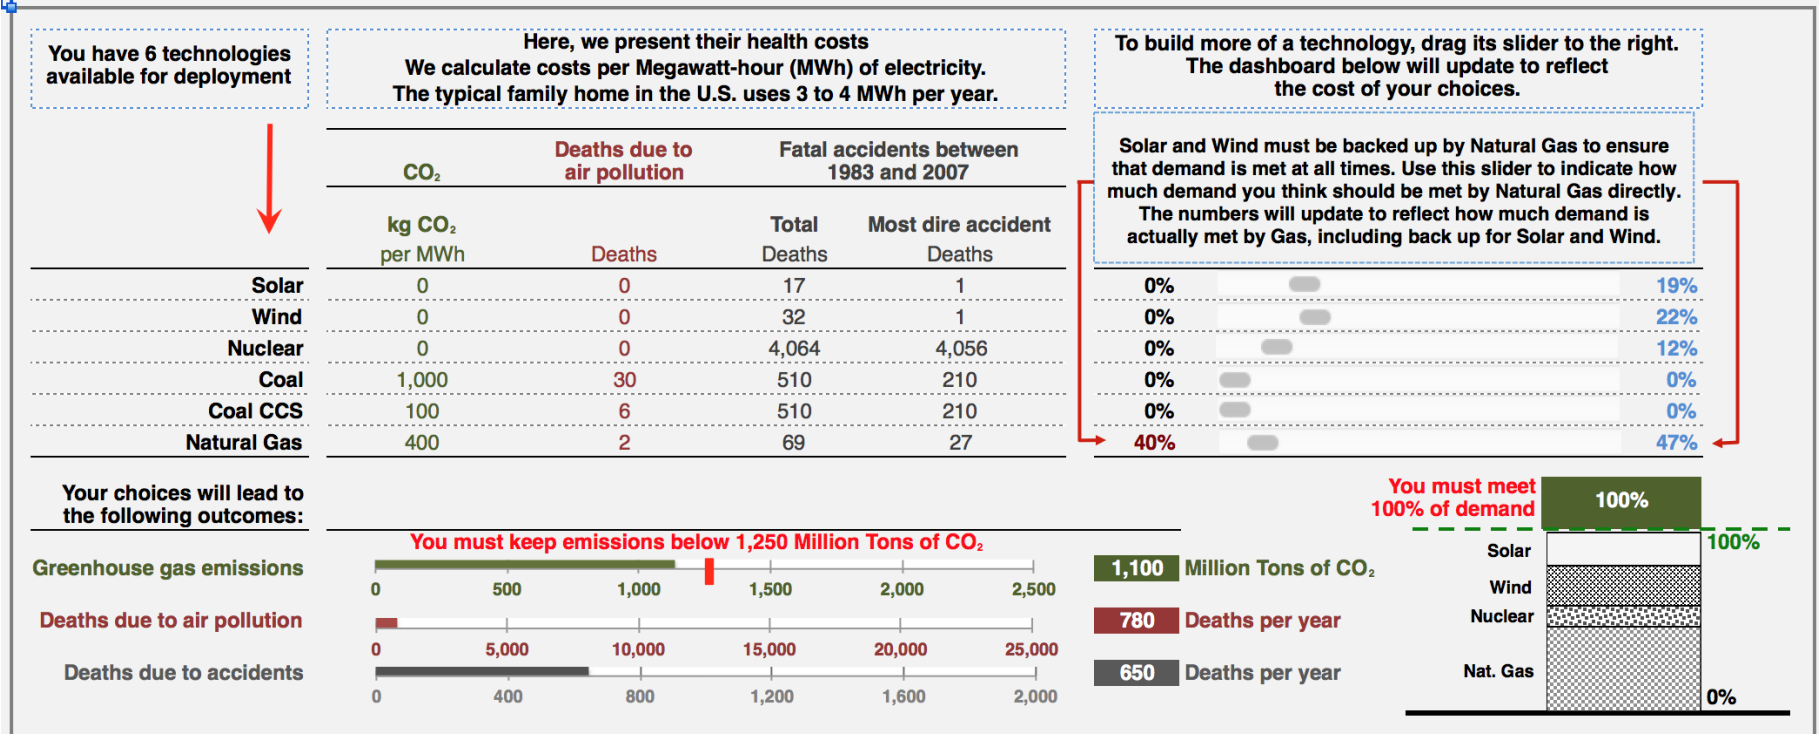 You have 6 technologies
available for deployment
Here, we present their health costs
We calculate costs per Megawatt-hour (MWh) of electricity.
The typical family home in the U.S. uses 3 to 4 MWh per year.
To build more of a technology, drag its slider to the right.
The dashboard below will update to reflect
the cost of your choices.
Solar and Wind must be backed up by Natural Gas to ensure
that demand is met at all times. Use this slider to indicate how
much demand you think should be met by Natural Gas directly.
The numbers will update to reflect how much demand is
actually met by Gas, including back up for Solar and Wind.
CO₂
Deaths due to
air pollution
Fatal accidents between
1983 and 2007
kg CO₂
per MWh
Deaths
Total
Deaths
Most dire accident
Deaths
Solar 0 0 17 1 0% 19%
Wind 0 0 32 1 0% 22%
Nuclear 0 0 4,064 4,056 0% 12%
Coal 1,000 30 510 210 0% 0%
Coal CCS 100 6 510 210 0% 0%
Natural Gas 400 2 69 27 40% 47%
Your choices will lead to
the following outcomes:
You must keep emissions below 1,250 Million Tons of CO₂
Greenhouse gas emissions
0 500 1,000 1,500 2,000 2,500
1,100 Million Tons of CO₂
Deaths due to air pollution
0 5,000 10,000 15,000 20,000 25,000
780 Deaths per year
Deaths due to accidents
0 400 800 1,200 1,600 2,000
650 Deaths per year
You must meet
100% of demand
100%
100%
Solar
Wind
Nuclear
Nat. Gas
0%